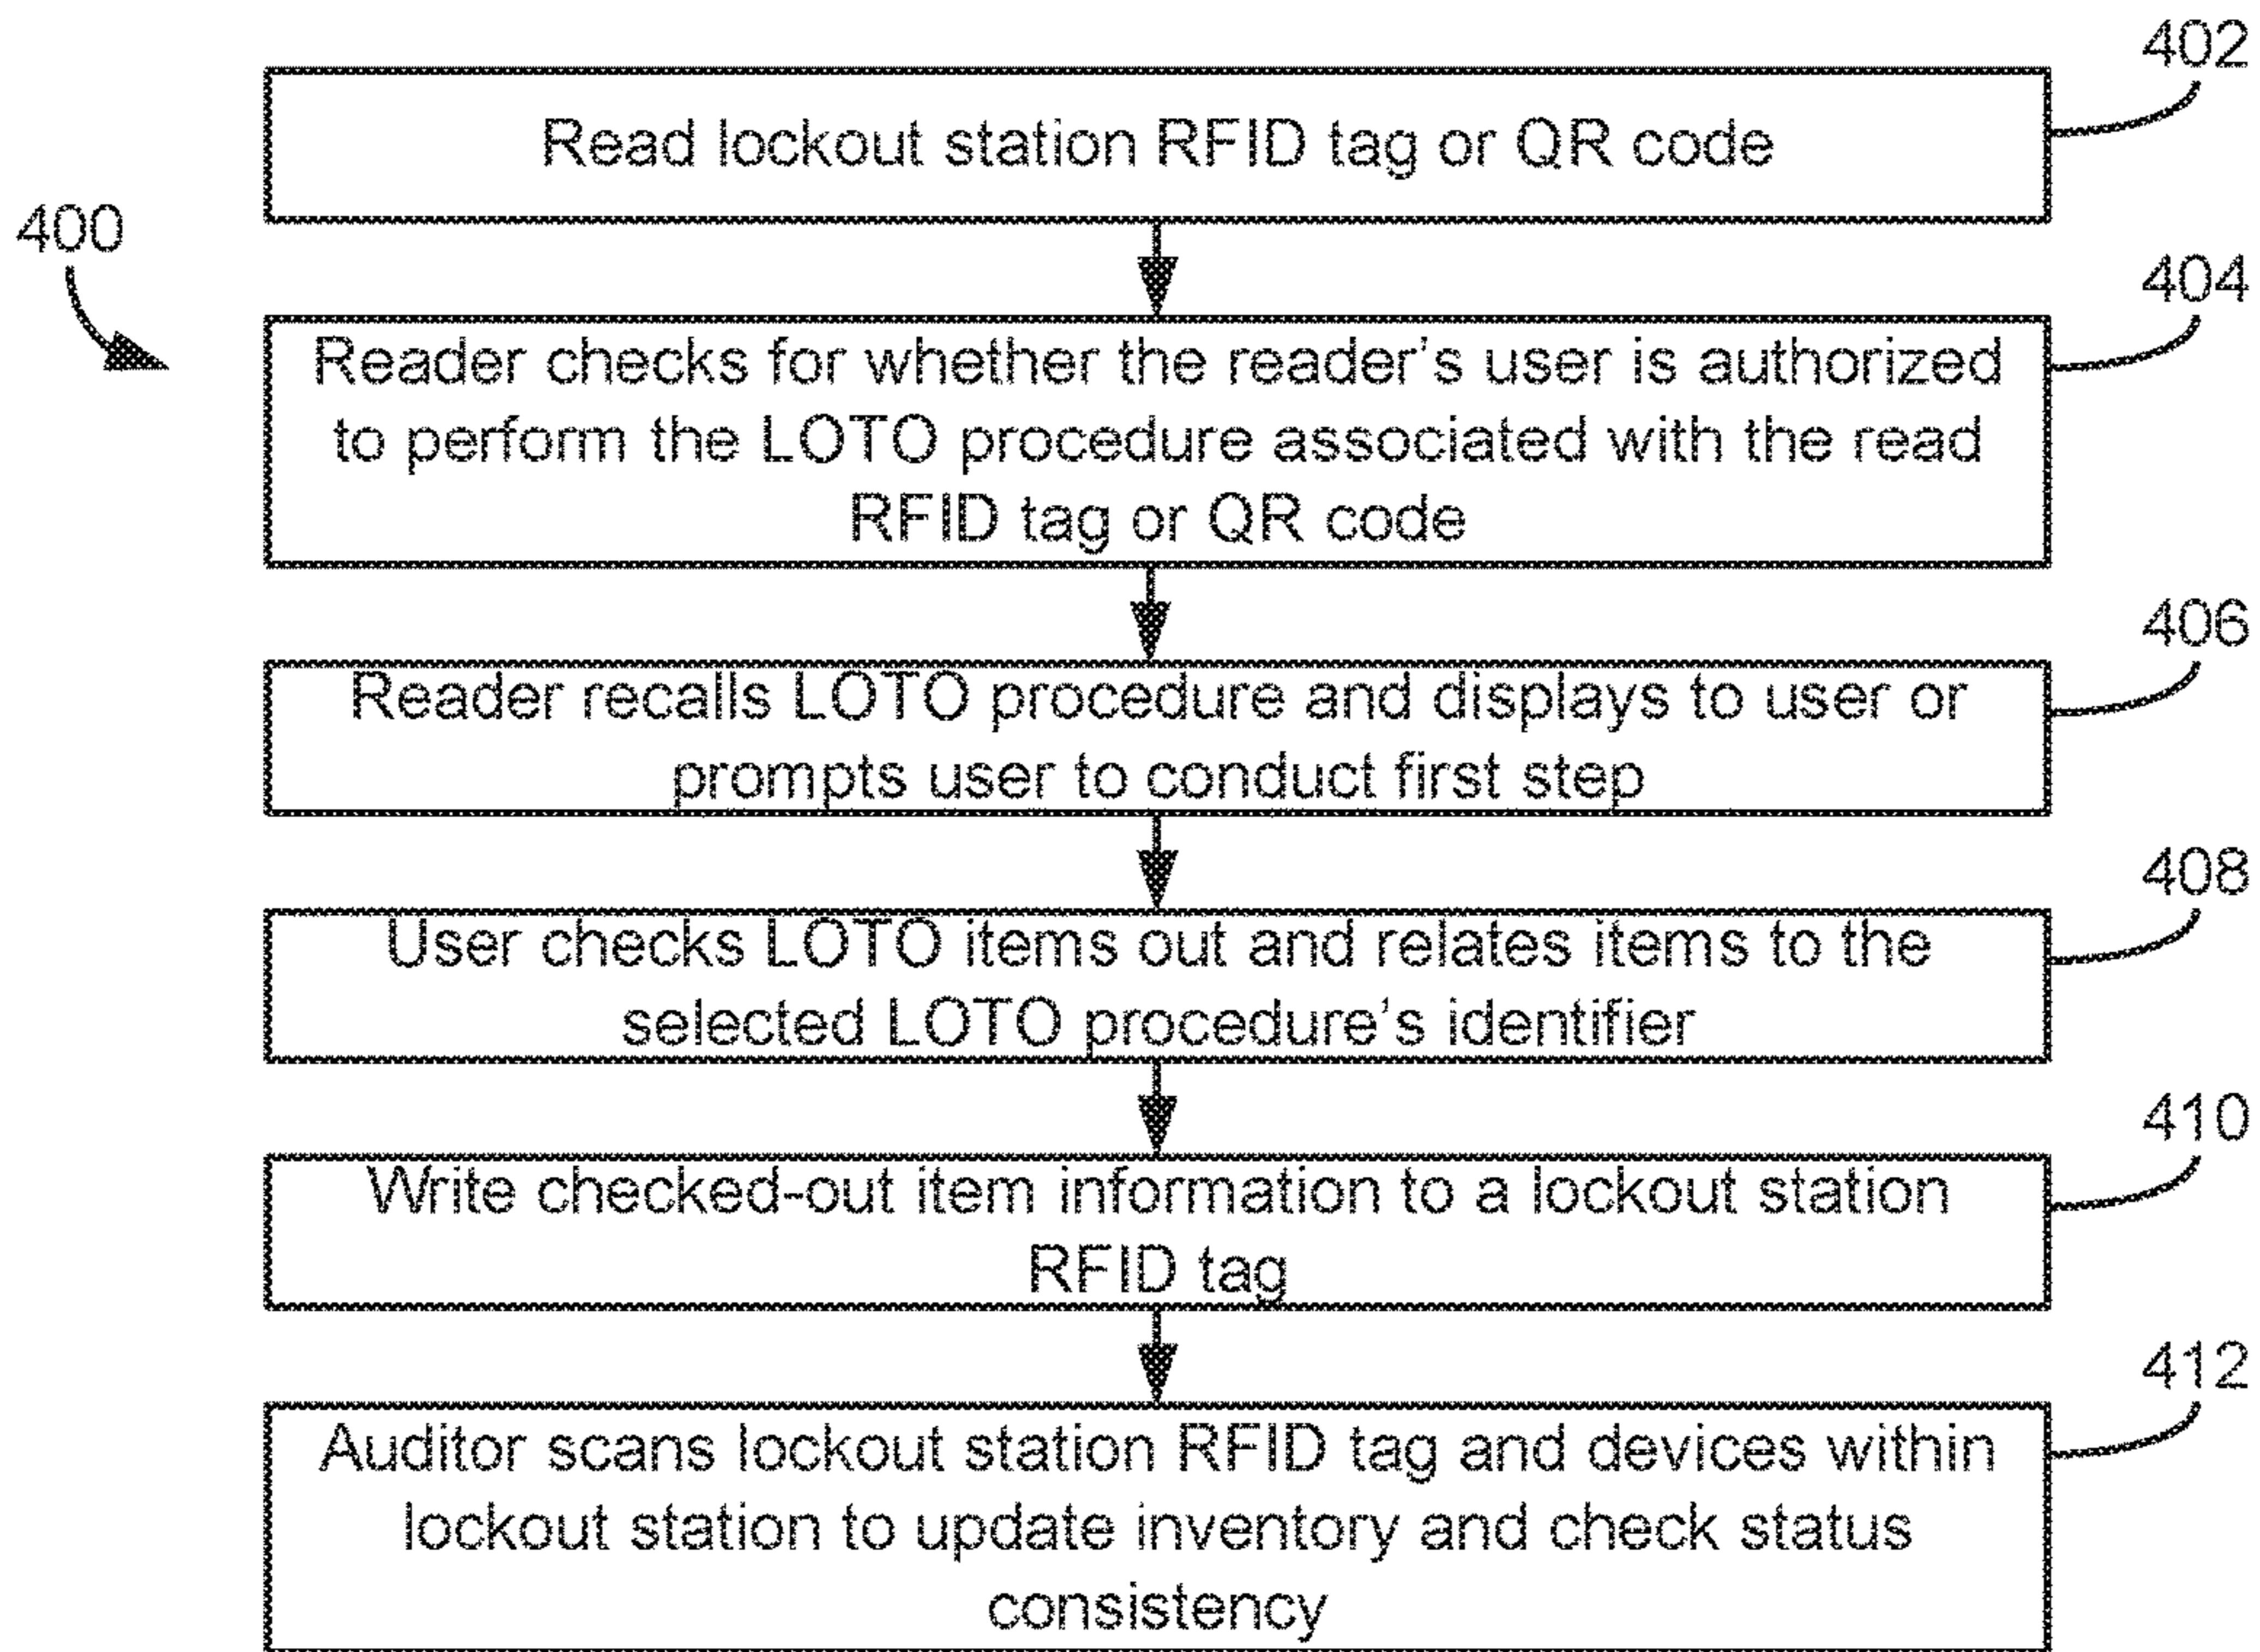 402
Read lockout station RFID tag or QR code
400
404
Reader checks for whether the reader's user is authorized
to perform the LOTO procedure associated with the read
RFID tag or QR code
406
Reader recalls LOTO procedure and displays to user or
prompts user to conduct first step
408
User checks LOTO items out and relates items to the
selected LOTO procedure's identifier
410
Write checked-out item information to a lockout station
RFID tag
412
Auditor scans lockout station RFID tag and devices within
lockout station to update inventory and check status
consistency